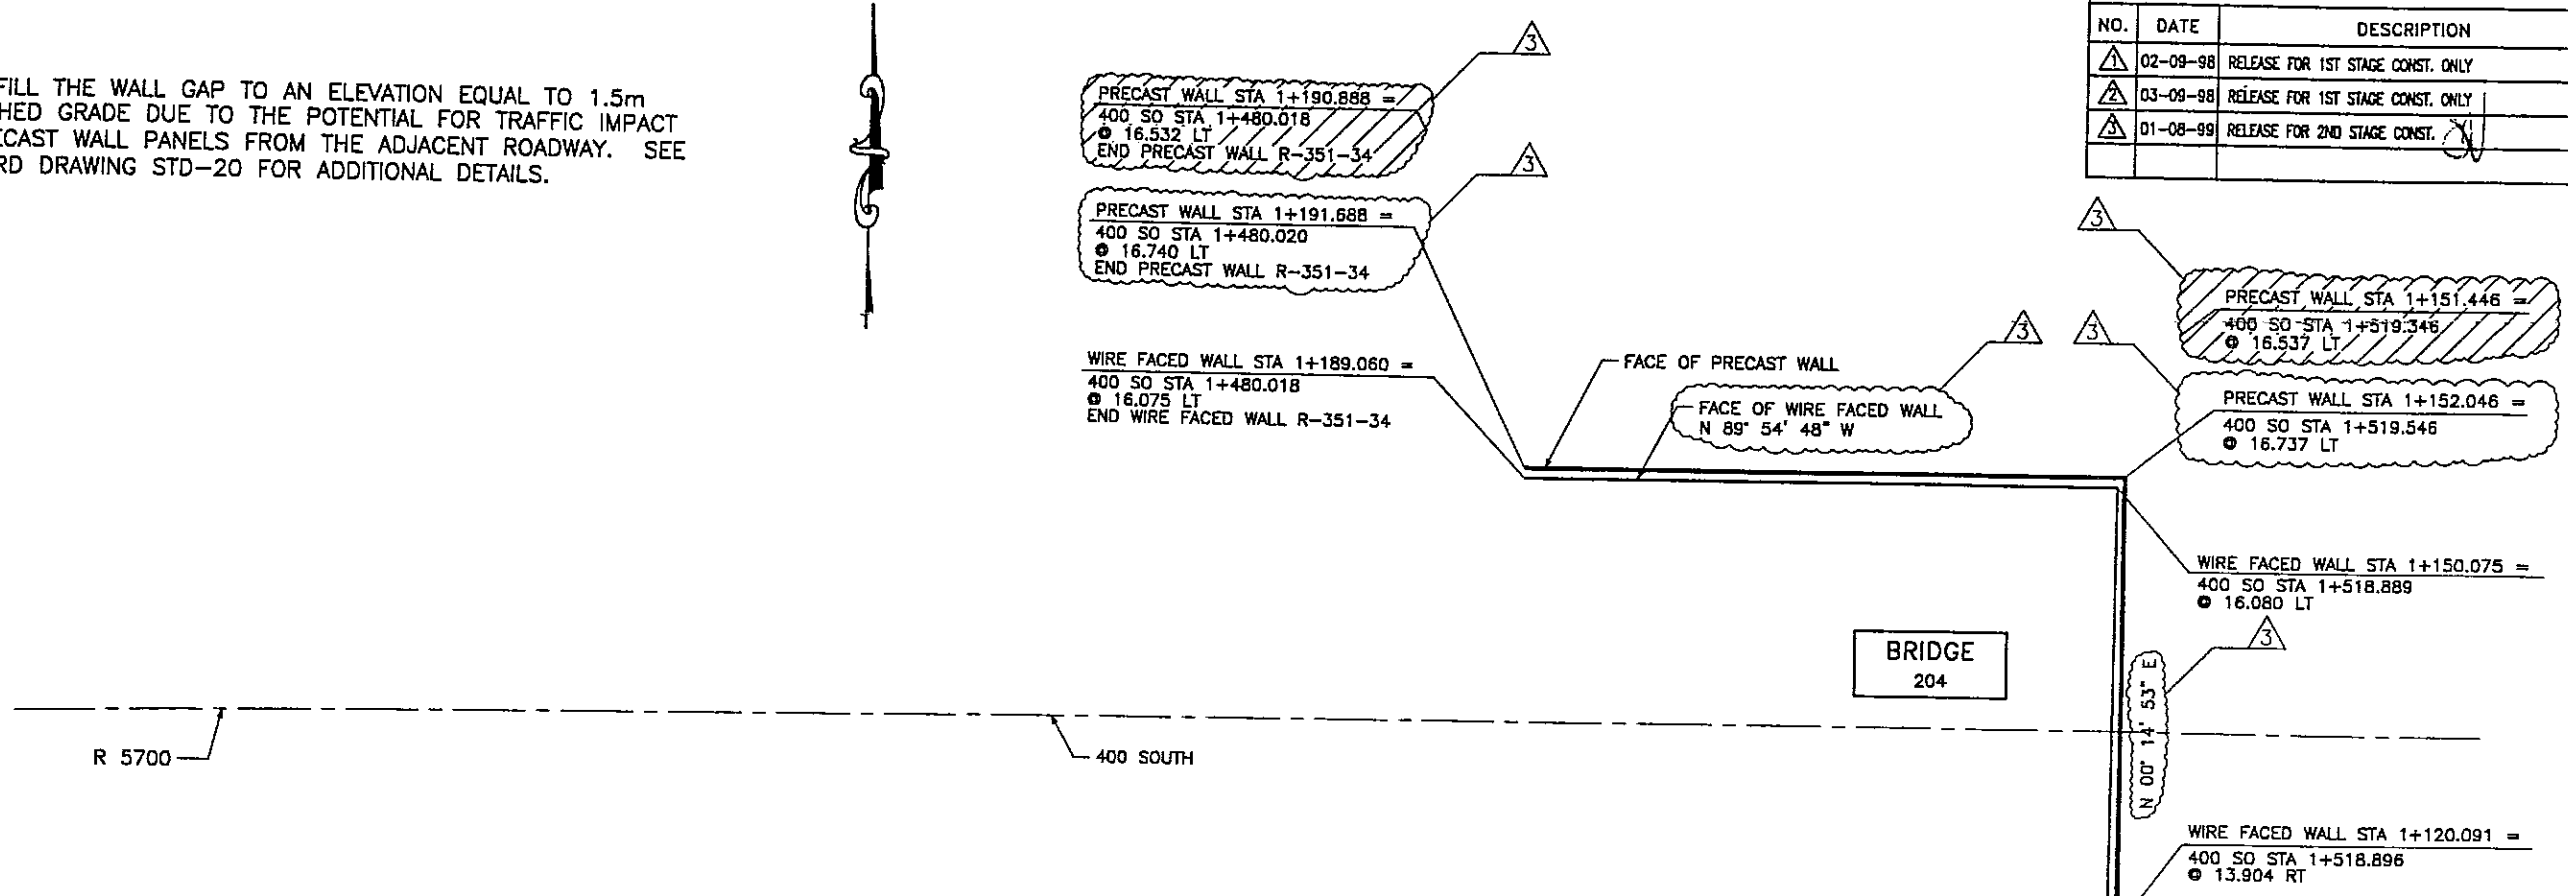 FILL THE WALL GAP TO AN ELEVATION EQUAL TO 1.5m
HED GRADE DUE TO THE POTENTIAL FOR TRAFFIC IMPACT
ECAST WALL PANELS FROM THE ADJACENT ROADWAY. SEE
RD DRAWING STD-20 FOR ADDITIONAL DETAILS.
3
PRECAST WALL STA 1+190.888 =
400 SO STA 1+480.018
@ 16.532 LT
END PRECAST WALL R-351-34
3
PRECAST WALL STA 1+191.688 =
400 SO STA 1+480.020
@ 16.740 LT
END PRECAST WALL R-351-34
WIRE FACED WALL STA 1+189.060 =
400 SO STA 1+480.018
@ 16.075 LT
END WIRE FACED WALL R-351-34
FACE OF PRECAST WALL
3
FACE OF WIRE FACED WALL
N 89° 54' 48" W
NO. DATE DESCRIPTION
1 02-09-98 RELEASE FOR 1ST STAGE CONST. ONLY
2 03-09-98 RELEASE FOR 1ST STAGE CONST. ONLY
3 01-08-99 RELEASE FOR 2ND STAGE CONST.
3
PRECAST WALL STA 1+151.446 =
400 SO STA 1+519.346
@ 16.537 LT
3
PRECAST WALL STA 1+152.046 =
400 SO STA 1+519.546
@ 16.737 LT
WIRE FACED WALL STA 1+150.075 =
400 SO STA 1+518.889
@ 16.080 LT
3
BRIDGE
204
N 00° 14' 53" E
R 5700
400 SOUTH
WIRE FACED WALL STA 1+120.091 =
400 SO STA 1+518.896
@ 13.904 RT